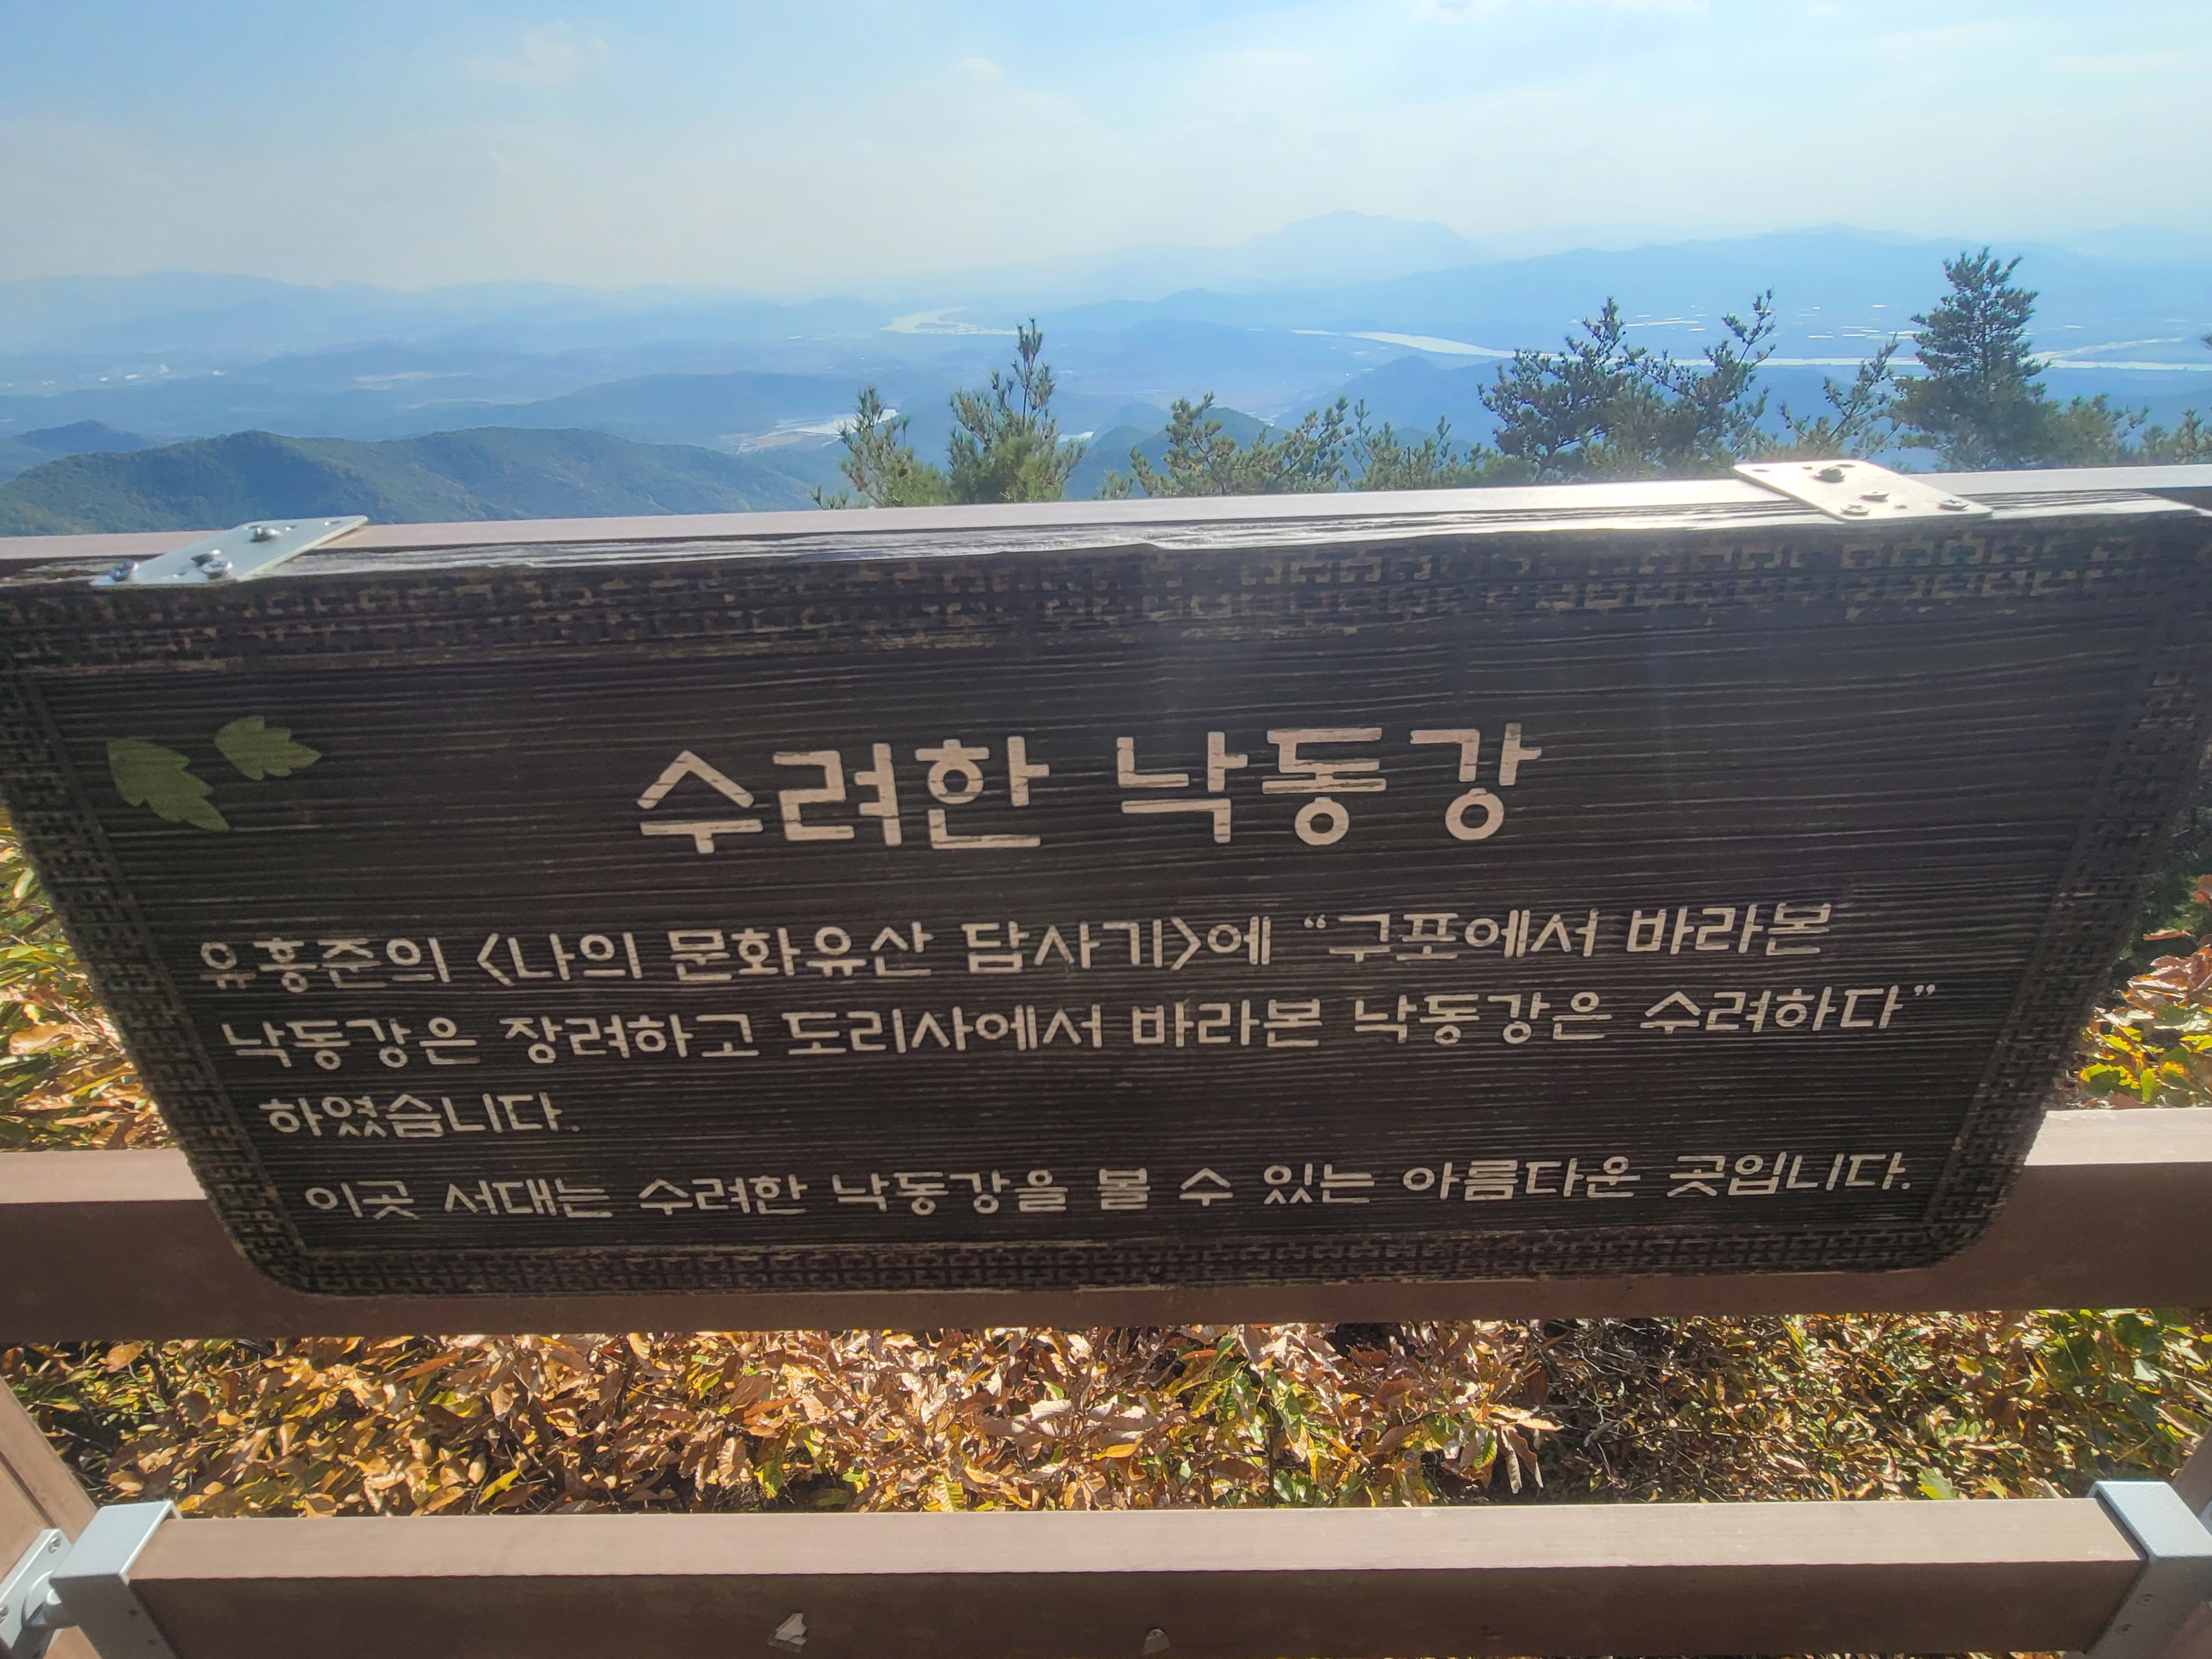 수려한 낙동강
유홍준의 <나의 문화유산 답사기>에 “구포에서 바라본
낙동강은 장려하고 도리사에서 바라본 낙동강은 수려하다”
하였습니다.
이곳 서대는 수려한 낙동강을 볼 수 있는 아름다운 곳입니다.